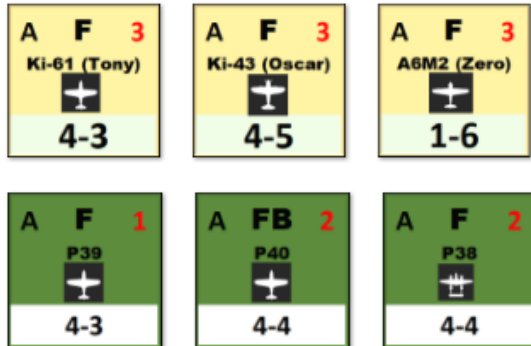 A F 3
Ki-61 (Tony)
4-3
A F 3
Ki-43 (Oscar)
4-5
A F 3
A6M2 (Zero)
1-6
A F 1
P39
4-3
A FB 2
P40
4-4
A F 2
P38
4-4